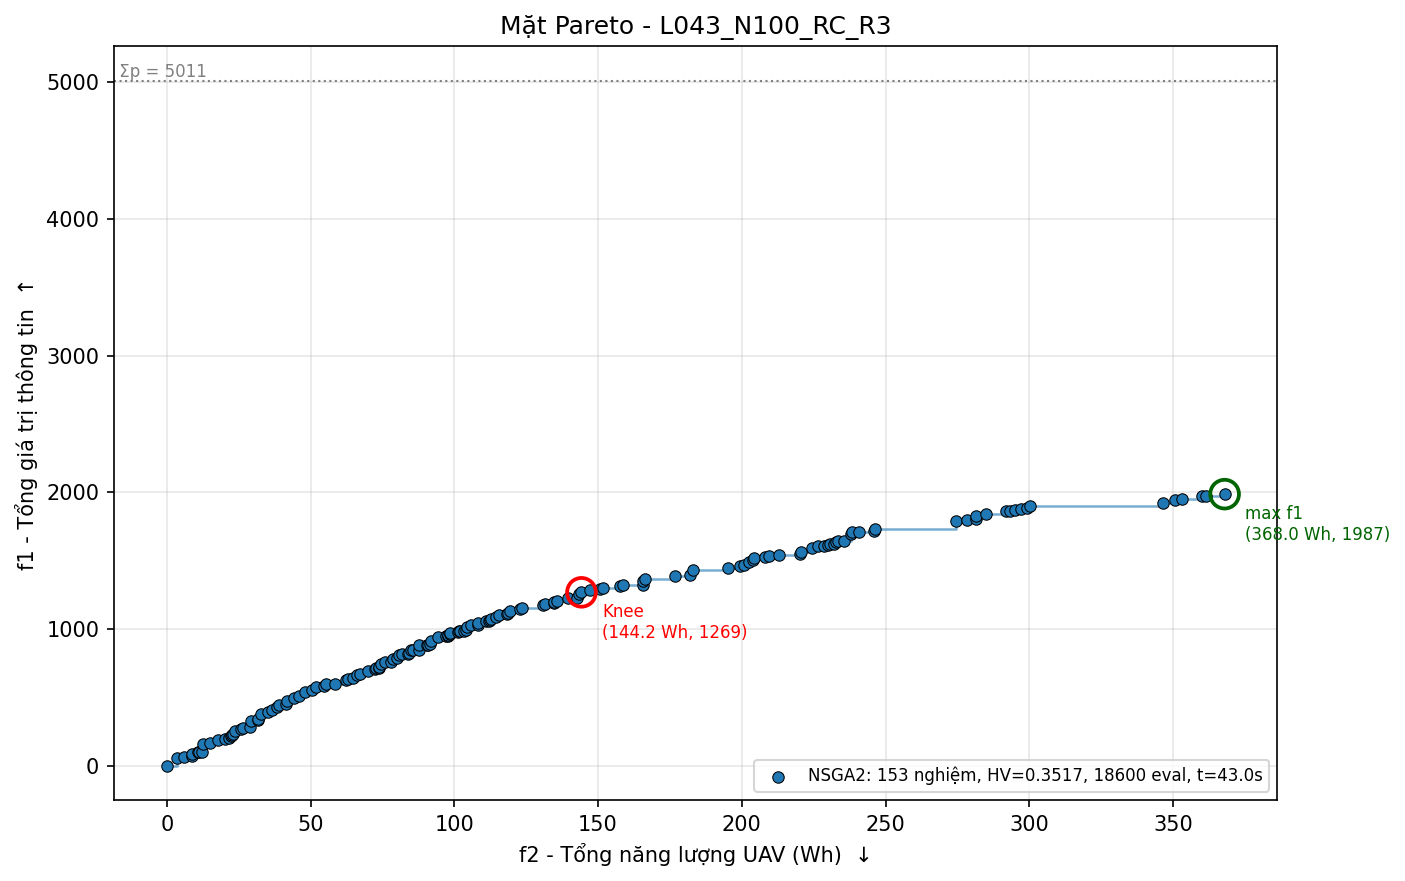 Mặt Pareto - L043_N100_RC_R3
Σp = 5011
5000
4000
3000
2000
1000
0
f1 - Tổng giá trị thông tin ↑
max f1
(368.0 Wh, 1987)
Knee
(144.2 Wh, 1269)
NSGA2: 153 nghiệm, HV=0.3517, 18600 eval, t=43.0s
0 50 100 150 200 250 300 350
f2 - Tổng năng lượng UAV (Wh) ↓